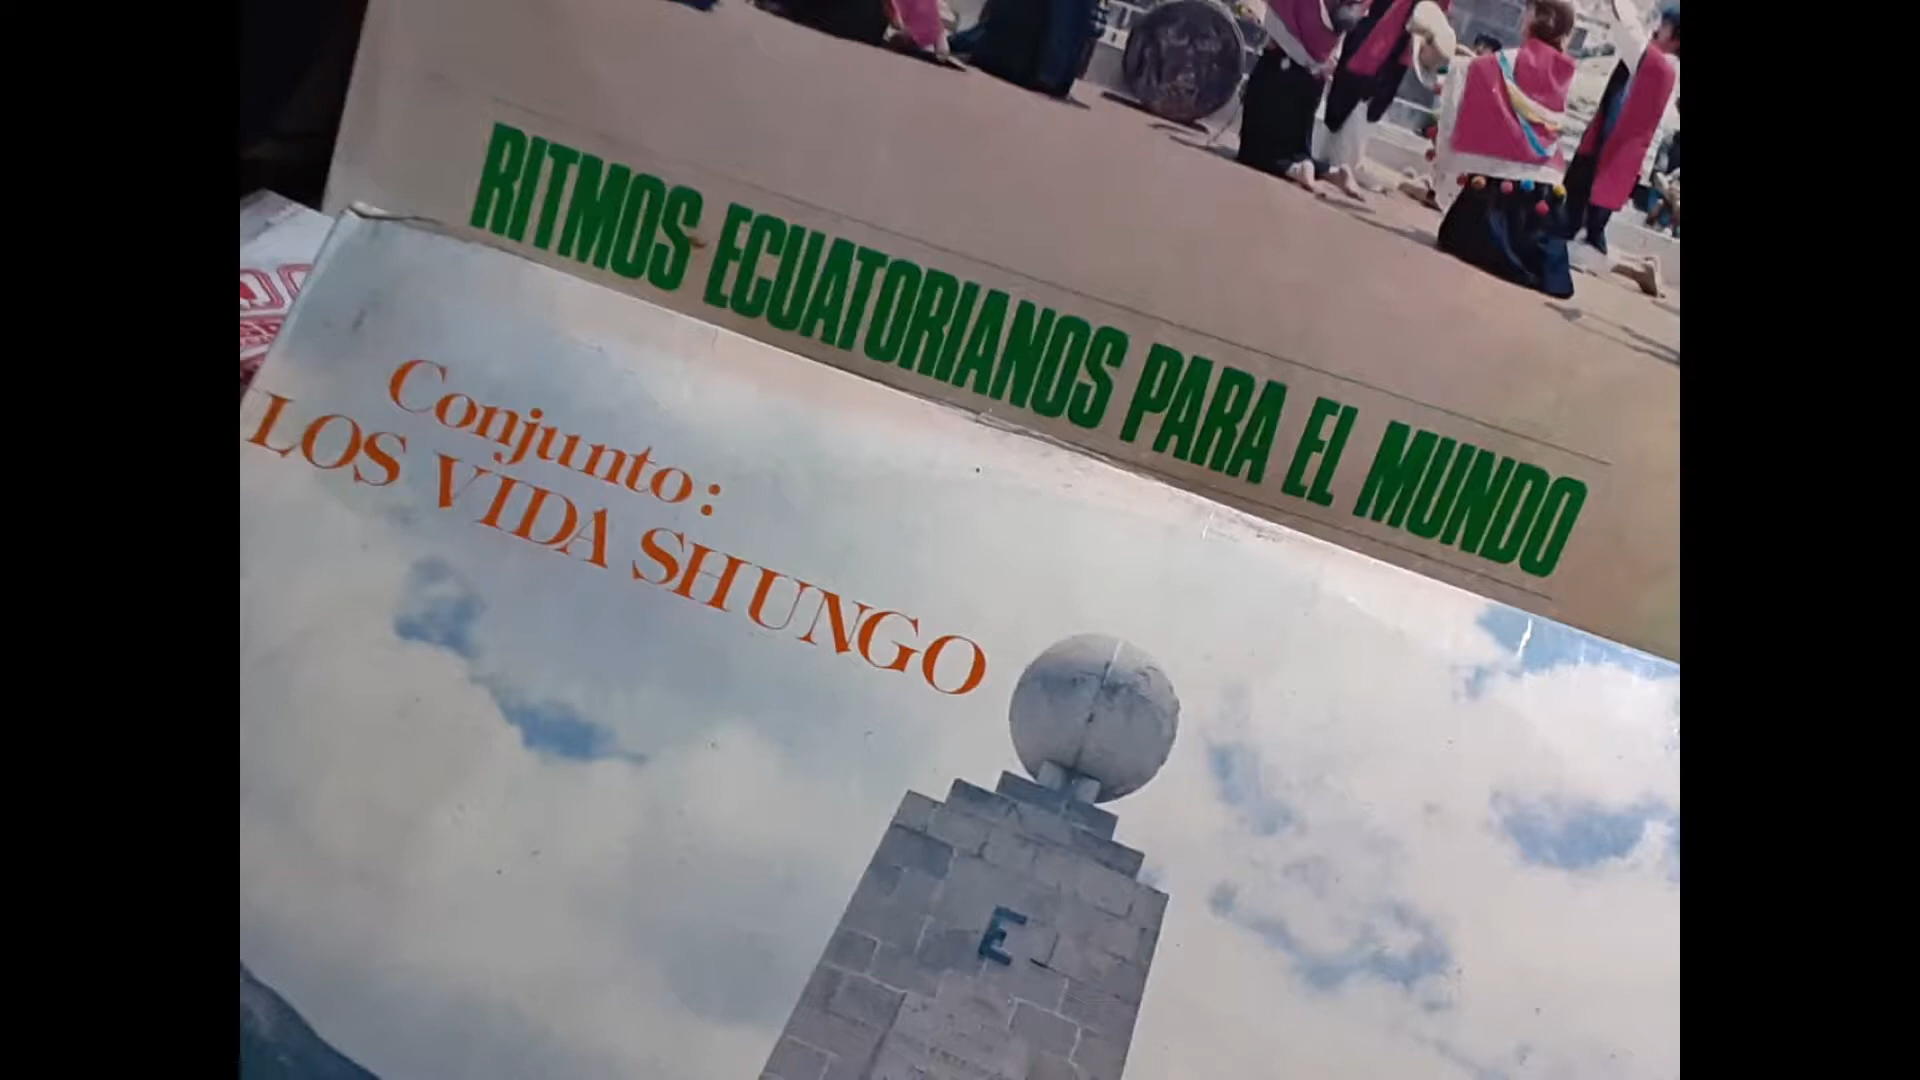 RITMOS ECUATORIANOS PARA EL MUNDO
Conjunto:
LOS VIDA SHUNGO
E